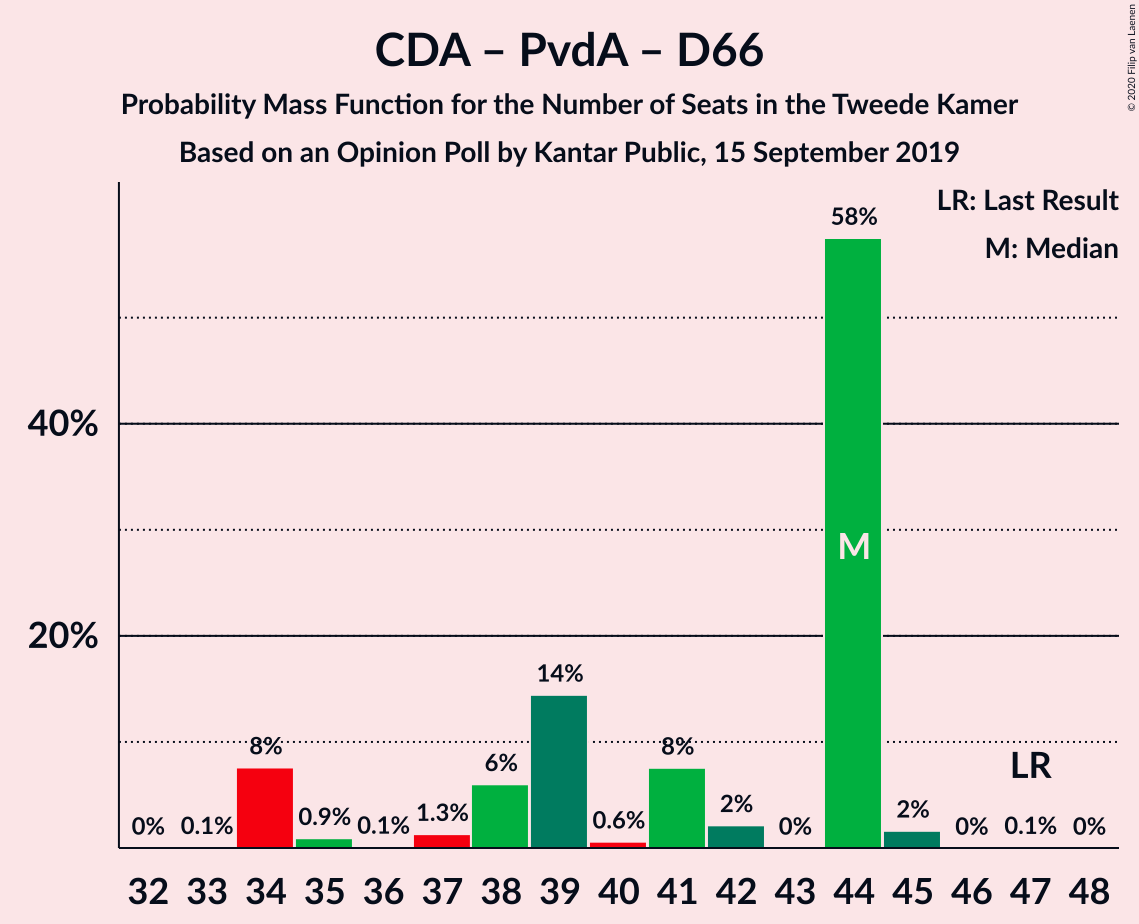 CDA – PvdA – D66
Probability Mass Function for the Number of Seats in the Tweede Kamer
Based on an Opinion Poll by Kantar Public, 15 September 2019
© 2020 Filip van Laenen
LR: Last Result
M: Median
40%
20%
0% 0.1% 8% 0.9% 0.1% 1.3% 6% 14% 0.6% 8% 2% 0% 58% 2% 0% 0.1% 0%
M
LR
32 33 34 35 36 37 38 39 40 41 42 43 44 45 46 47 48